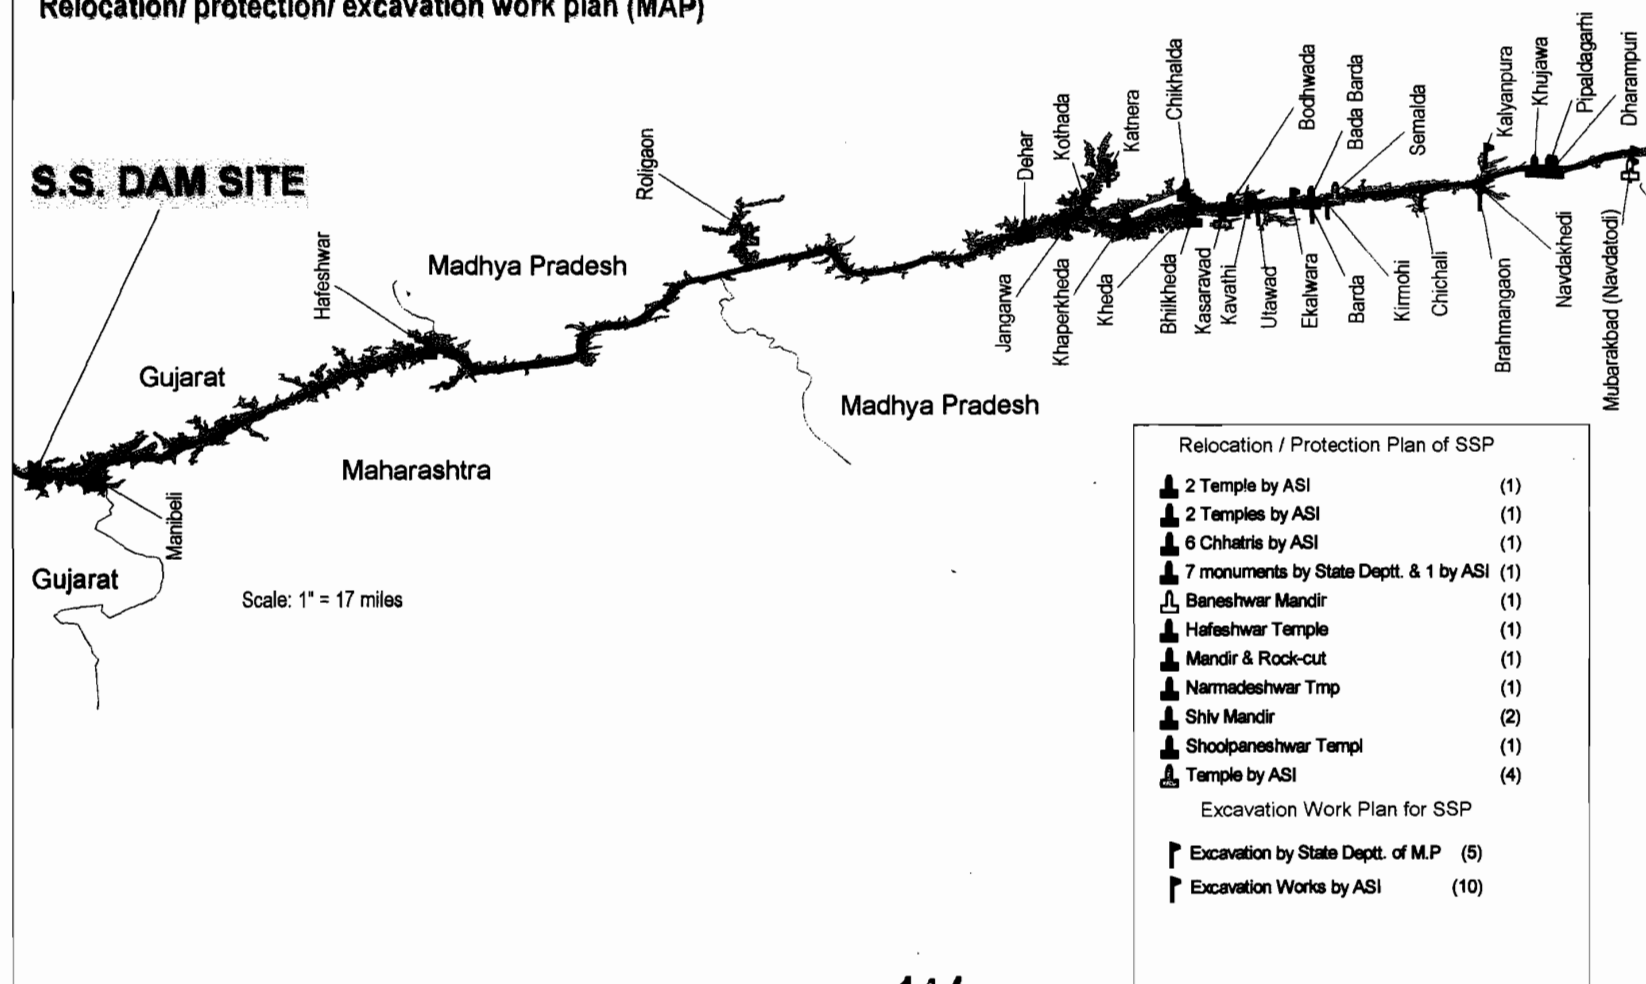 Relocation/ protection/ excavation work plan (MAP)
S.S. DAM SITE
Hafeshwar
Madhya Pradesh
Roligaon
Gujarat
Maharashtra
Manibeli
Gujarat
Scale: 1" = 17 miles
Madhya Pradesh
Dehar
Kothada
Katnera
Chikhalda
Bodhwada
Bada Barda
Semalda
Kalyanpura
Khujawa
Pipaldagarhi
Dharampuri
Jangarwa
Khaperkheda
Kheda
Bhilkheda
Kasaravad
Kavathi
Utawad
Ekalwara
Barda
Kirmohi
Chichali
Brahmangaon
Navdakhedi
Mubarakbad (Navdatodi)
Relocation / Protection Plan of SSP
2 Temple by ASI (1)
2 Temples by ASI (1)
6 Chhatris by ASI (1)
7 monuments by State Deptt. & 1 by ASI (1)
Baneshwar Mandir (1)
Hafeshwar Temple (1)
Mandir & Rock-cut (1)
Narmadeshwar Tmp (1)
Shiv Mandir (2)
Shoolpaneshwar Templ (1)
Temple by ASI (4)
Excavation Work Plan for SSP
Excavation by State Deptt. of M.P (5)
Excavation Works by ASI (10)